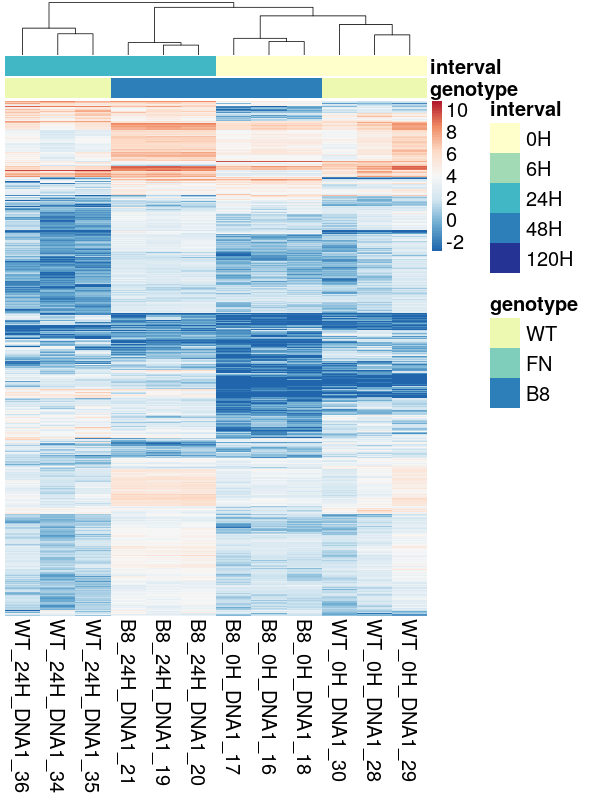 interval
genotype
10
8
6
4
2
0
-2
interval
0H
6H
24H
48H
120H
genotype
WT
FN
B8
WT_24H_DNA1_36
WT_24H_DNA1_34
WT_24H_DNA1_35
B8_24H_DNA1_21
B8_24H_DNA1_19
B8_24H_DNA1_20
B8_0H_DNA1_17
B8_0H_DNA1_16
B8_0H_DNA1_18
WT_0H_DNA1_30
WT_0H_DNA1_28
WT_0H_DNA1_29